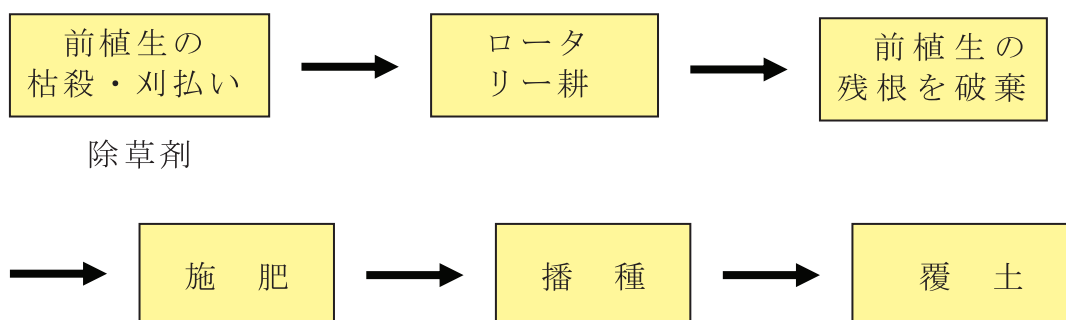 前植生の
枯殺・刈払い
ロータ
リー耕
前植生の
残根を破棄
除草剤
施 肥
播 種
覆 土